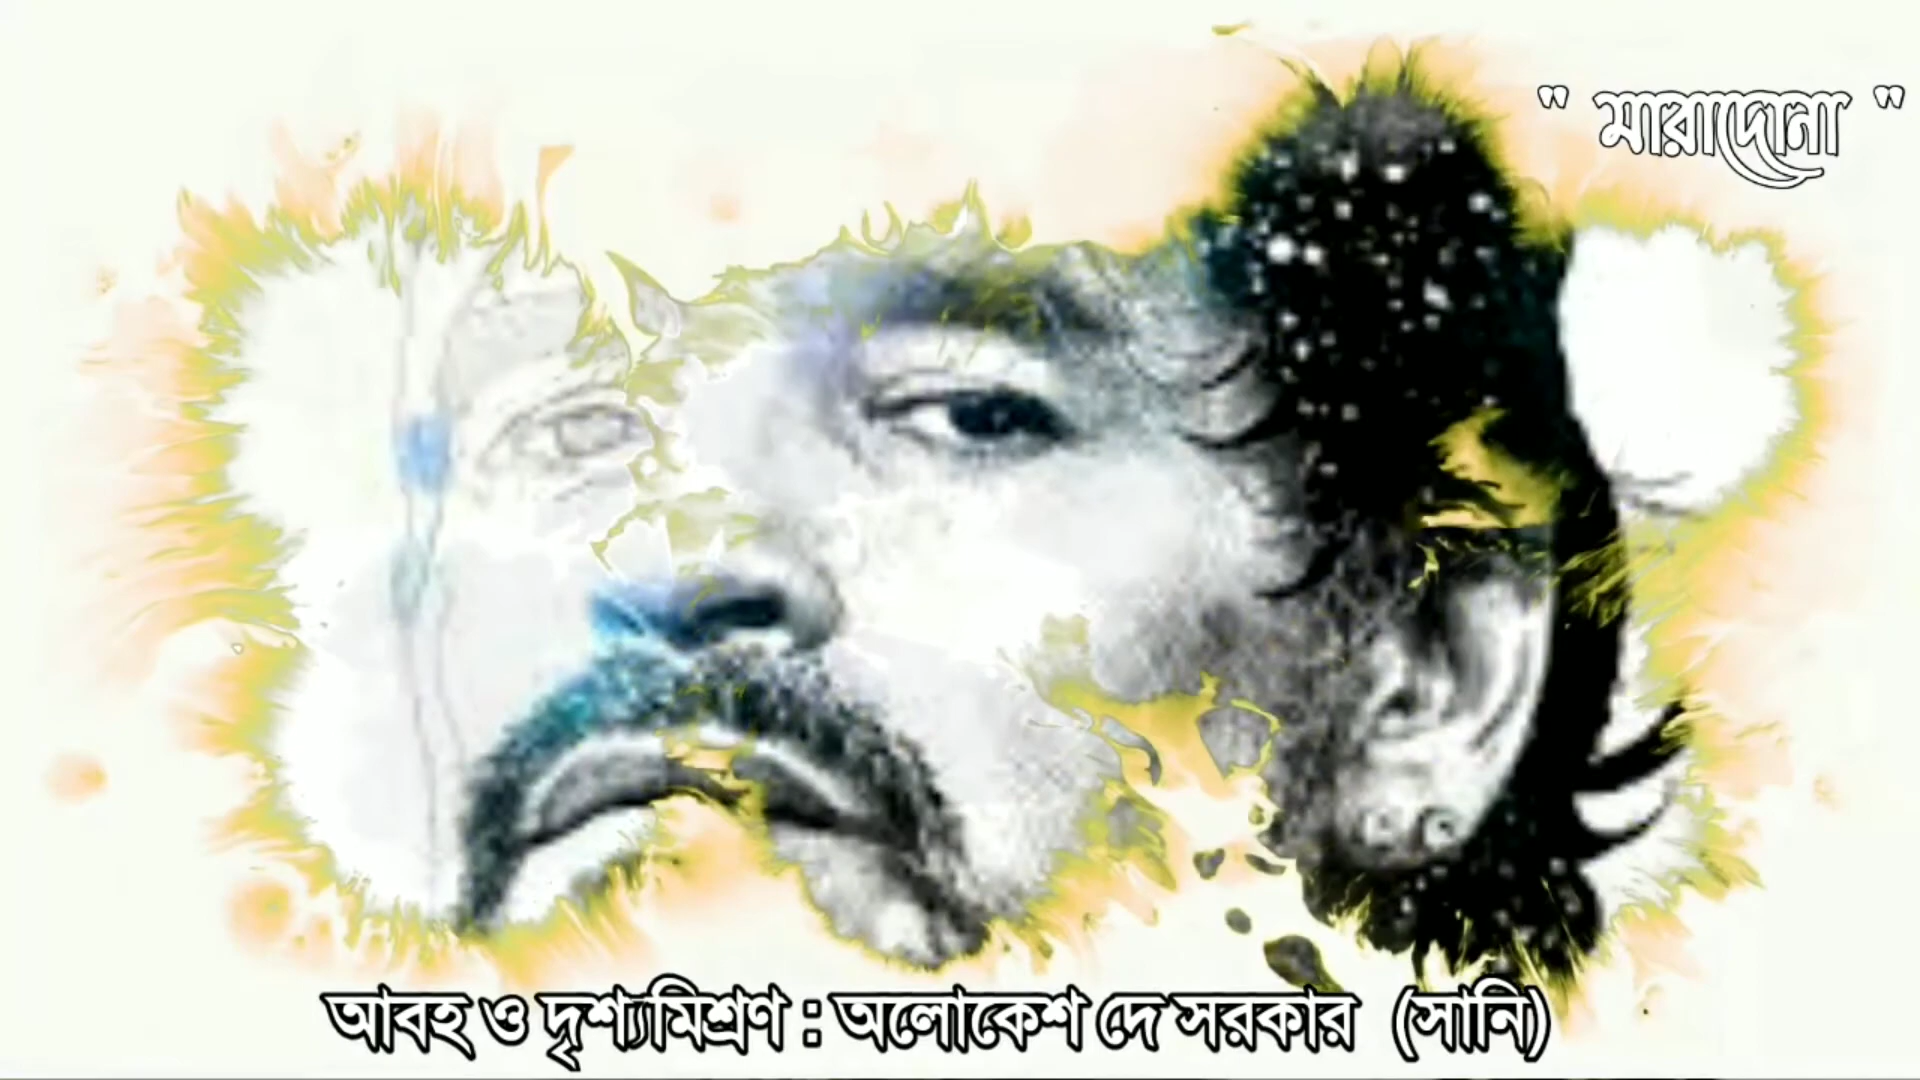 " মারাদোনা "
আবহ ও দৃশ্যমিশ্রণ : অলোকেশ দে সরকার (সানি)